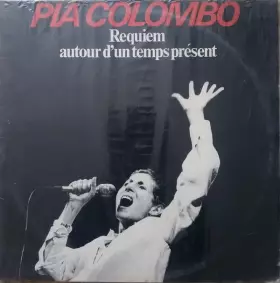 PIA COLOMBO
Requiem
autour d'un temps présent